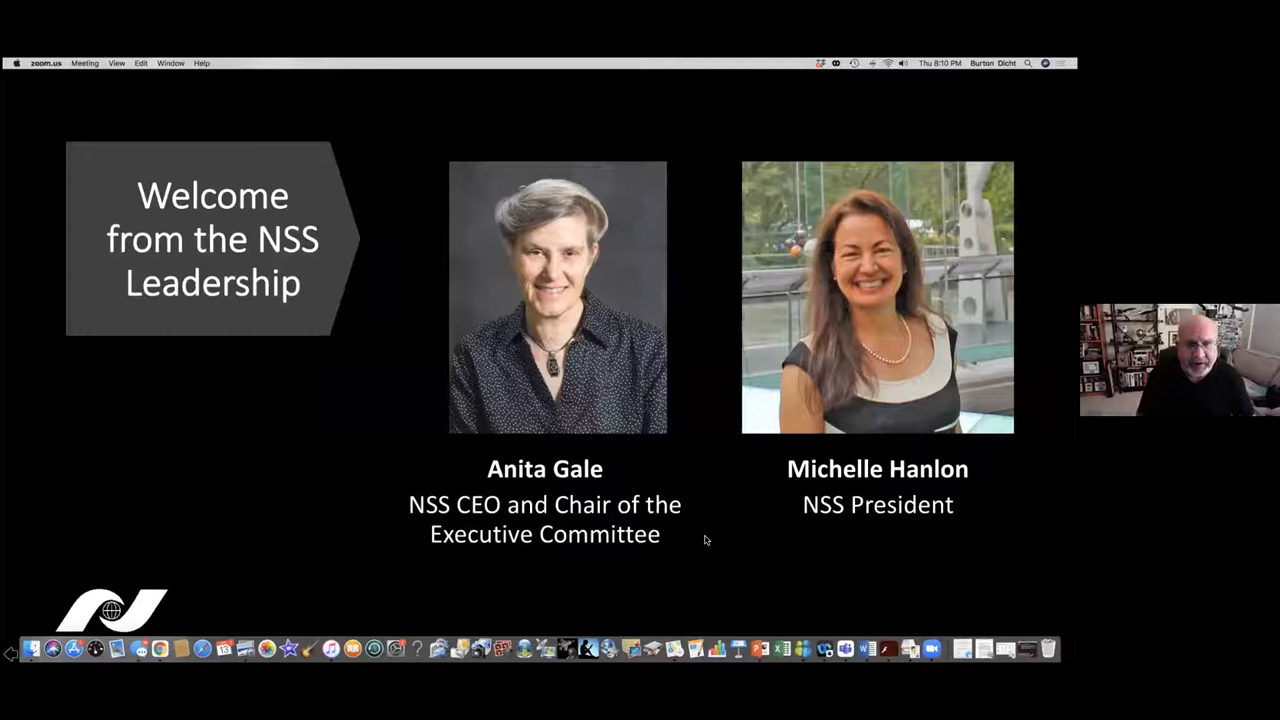 zoom.us Meeting View Edit Window Help
Thu 8:10 PM Burton Dicht
Welcome
from the NSS
Leadership
Anita Gale
NSS CEO and Chair of the
Executive Committee
Michelle Hanlon
NSS President
13